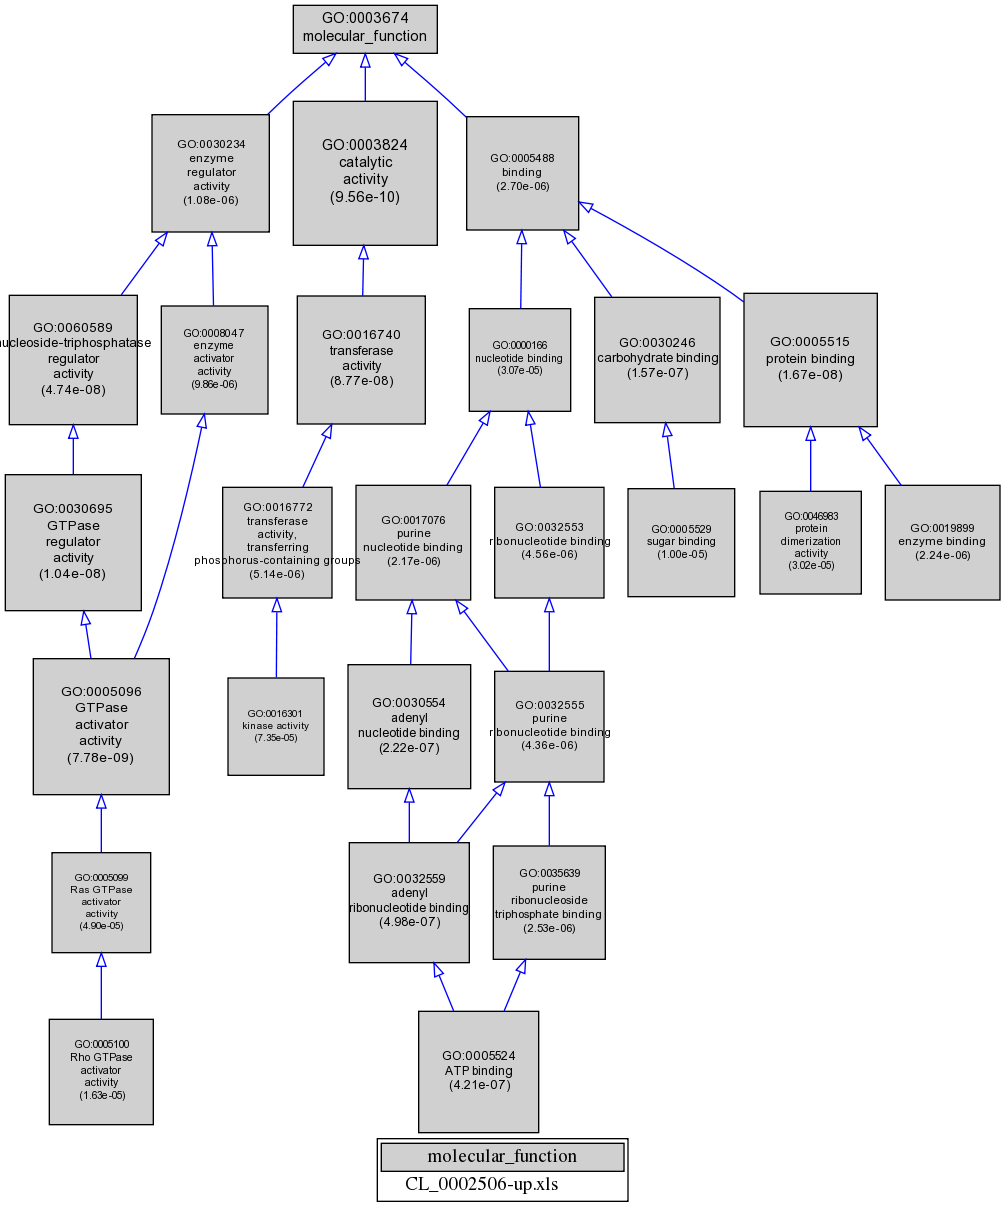 GO:0003674
molecular_function
GO:0030234
enzyme
regulator
activity
(1.08e-06)
GO:0003824
catalytic
activity
(9.56e-10)
GO:0005488
binding
(2.70e-06)
GO:0060589
nucleoside-triphosphatase
regulator
activity
(4.74e-08)
GO:0008047
enzyme
activator
activity
(9.86e-06)
GO:0016740
transferase
activity
(8.77e-08)
GO:0000166
nucleotide binding
(3.07e-05)
GO:0030246
carbohydrate binding
(1.57e-07)
GO:0005515
protein binding
(1.67e-08)
GO:0030695
GTPase
regulator
activity
(1.04e-08)
GO:0016772
transferase
activity,
transferring
phosphorus-containing groups
(5.14e-06)
GO:0017076
purine
nucleotide binding
(2.17e-06)
GO:0032553
ribonucleotide binding
(4.56e-06)
GO:0005529
sugar binding
(1.00e-05)
GO:0046983
protein
dimerization
activity
(3.02e-05)
GO:0019899
enzyme binding
(2.24e-06)
GO:0005096
GTPase
activator
activity
(7.78e-09)
GO:0016301
kinase activity
(7.35e-05)
GO:0030554
adenyl
nucleotide binding
(2.22e-07)
GO:0032555
purine
ribonucleotide binding
(4.36e-06)
GO:0005099
Ras GTPase
activator
activity
(4.90e-05)
GO:0032559
adenyl
ribonucleotide binding
(4.98e-07)
GO:0035639
purine
ribonucleoside
triphosphate binding
(2.53e-06)
GO:0005100
Rho GTPase
activator
activity
(1.63e-05)
GO:0005524
ATP binding
(4.21e-07)
molecular_function
CL_0002506-up.xls